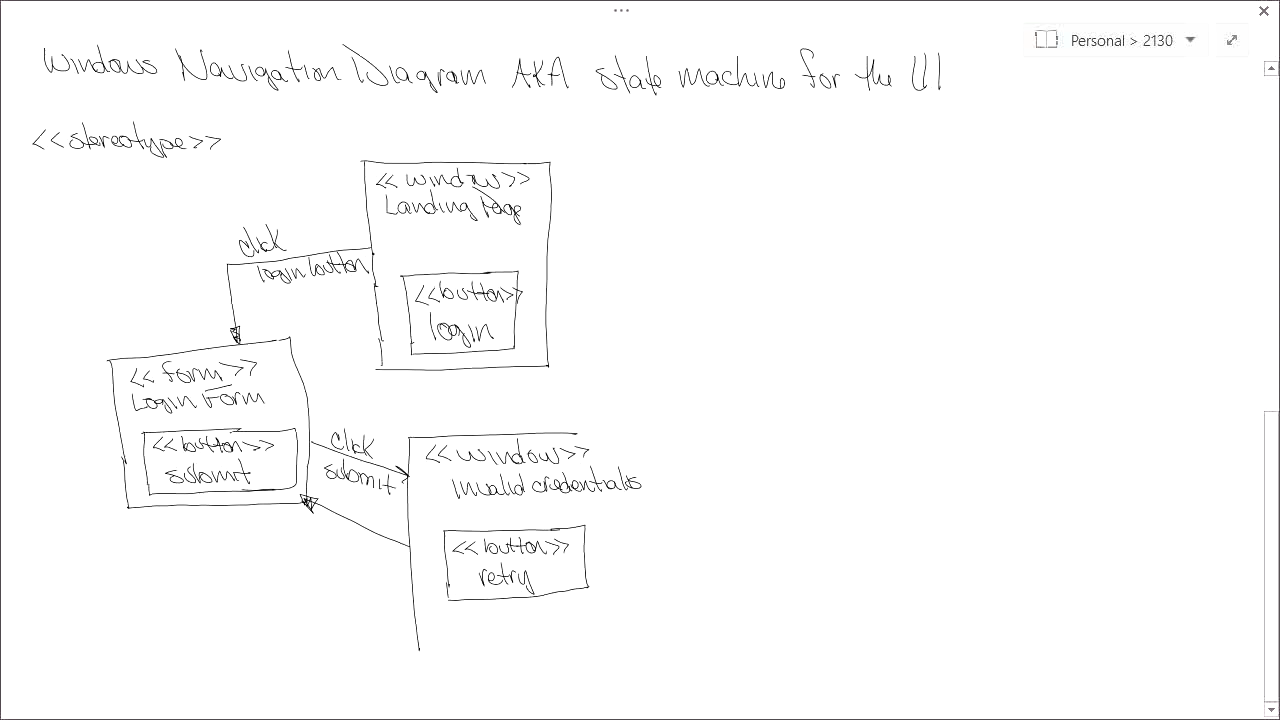 ...
Personal > 2130
Windows Navigation Diagram AKA state machine for the UI
<<stereotype>>
<<window>>
Landing Page
click
login button
<<button>>
login
<<form>>
Login Form
<<button>>
submit
click
submit
<<window>>
Invalid credentials
<<button>>
retry